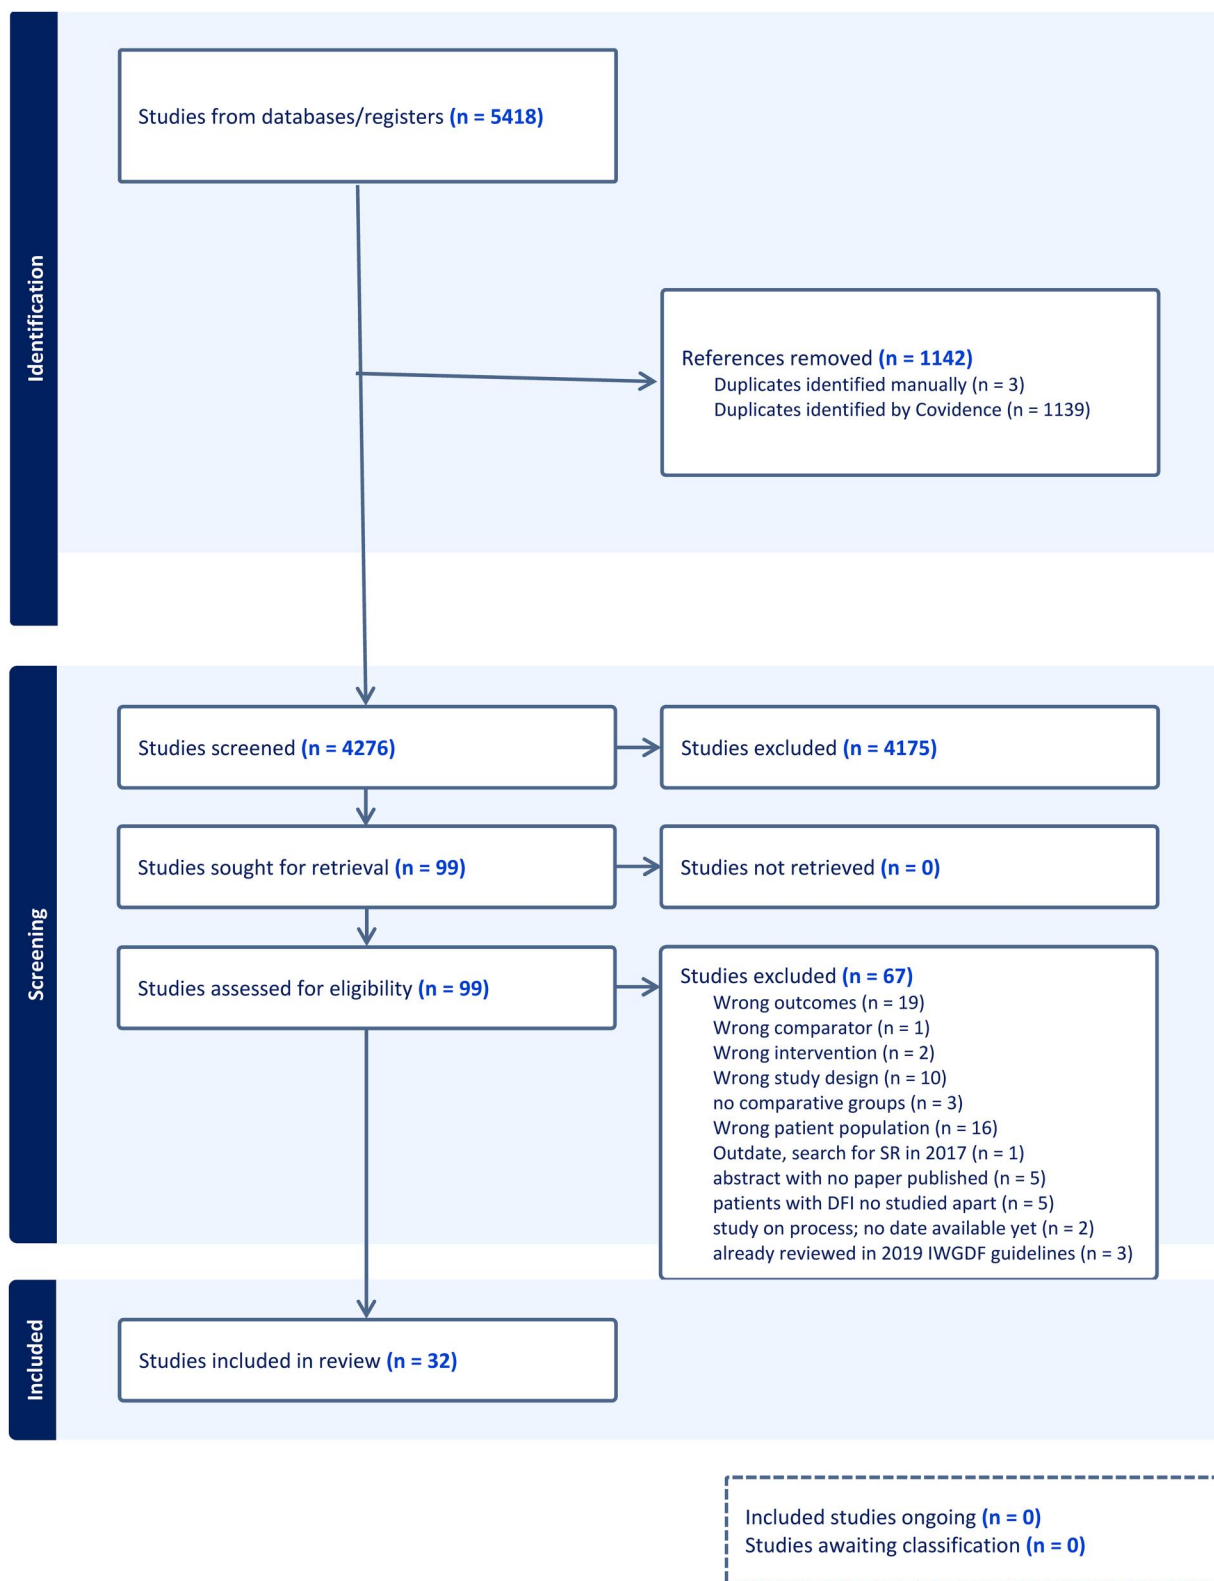 Identification
Studies from databases/registers (n = 5418)
References removed (n = 1142)
Duplicates identified manually (n = 3)
Duplicates identified by Covidence (n = 1139)
Screening
Studies screened (n = 4276)
Studies excluded (n = 4175)
Studies sought for retrieval (n = 99)
Studies not retrieved (n = 0)
Studies assessed for eligibility (n = 99)
Studies excluded (n = 67)
Wrong outcomes (n = 19)
Wrong comparator (n = 1)
Wrong intervention (n = 2)
Wrong study design (n = 10)
no comparative groups (n = 3)
Wrong patient population (n = 16)
Outdate, search for SR in 2017 (n = 1)
abstract with no paper published (n = 5)
patients with DFI no studied apart (n = 5)
study on process; no date available yet (n = 2)
already reviewed in 2019 IWGDF guidelines (n = 3)
Included
Studies included in review (n = 32)
Included studies ongoing (n = 0)
Studies awaiting classification (n = 0)